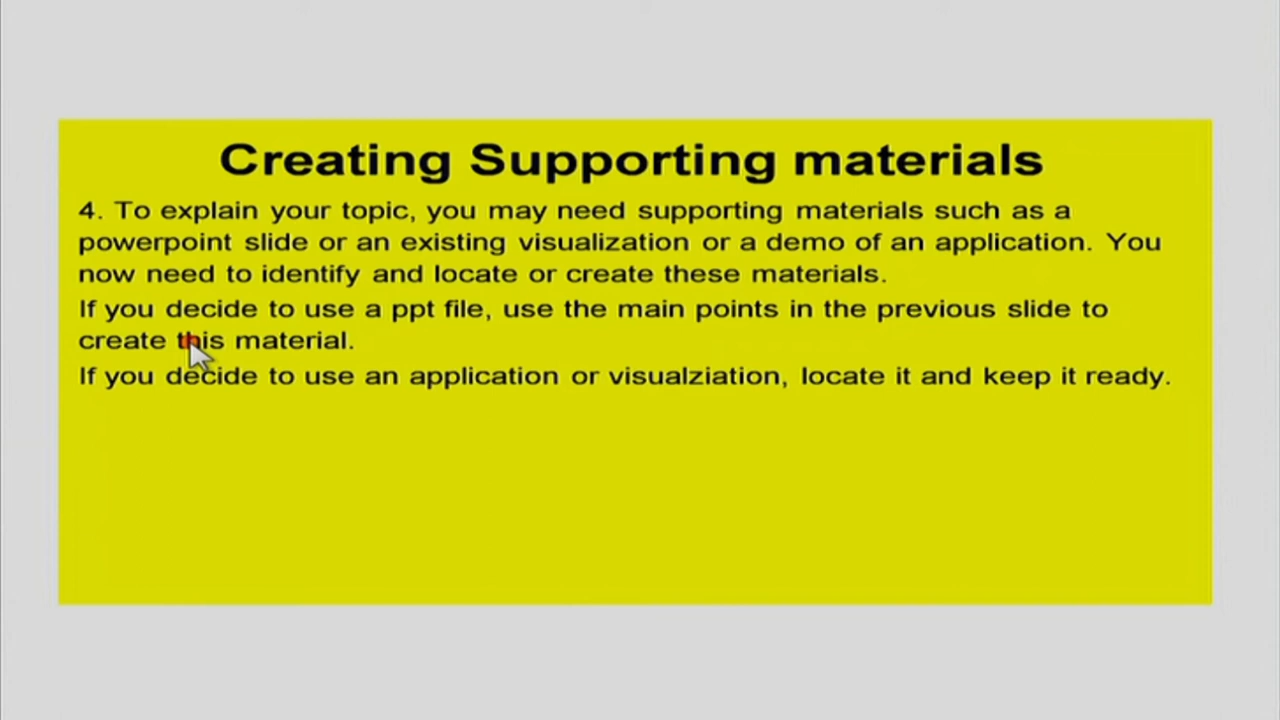 Creating Supporting materials
4. To explain your topic, you may need supporting materials such as a
powerpoint slide or an existing visualization or a demo of an application. You
now need to identify and locate or create these materials.
If you decide to use a ppt file, use the main points in the previous slide to
create this material.
If you decide to use an application or visualziation, locate it and keep it ready.